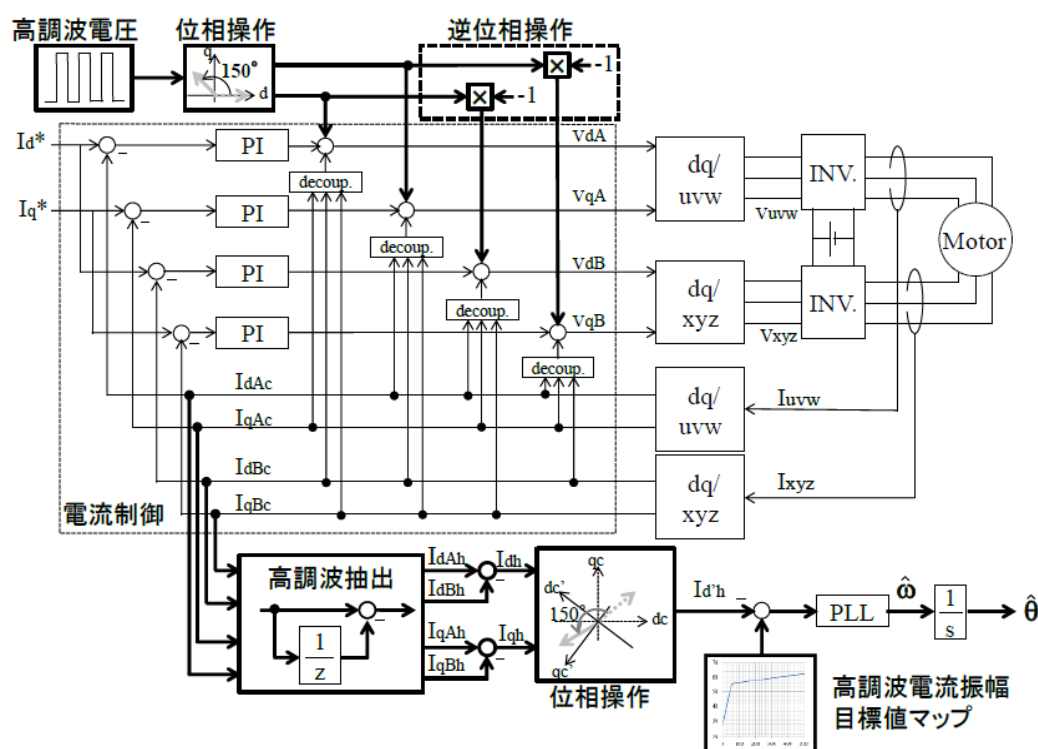 高調波電圧
位相操作
逆位相操作
q
150°
d
×
-1
×
-1
Id*
PI
VdA
decoup.
dq/
uvw
INV.
Iq*
PI
VqA
Vuvw
decoup.
Motor
PI
VdB
decoup.
dq/
xyz
INV.
PI
VqB
Vxyz
decoup.
IdAc
dq/
uvw
Iuvw
IqAc
IdBc
dq/
xyz
Ixyz
IqBc
電流制御
高調波抽出
1
z
IdAh
IdBh
Idh
IqAh
IqBh
Iqh
qc
dc'
150°
dc
qc'
位相操作
Id'h
PLL
ω̂
1
s
θ̂
高調波電流振幅
目標値マップ